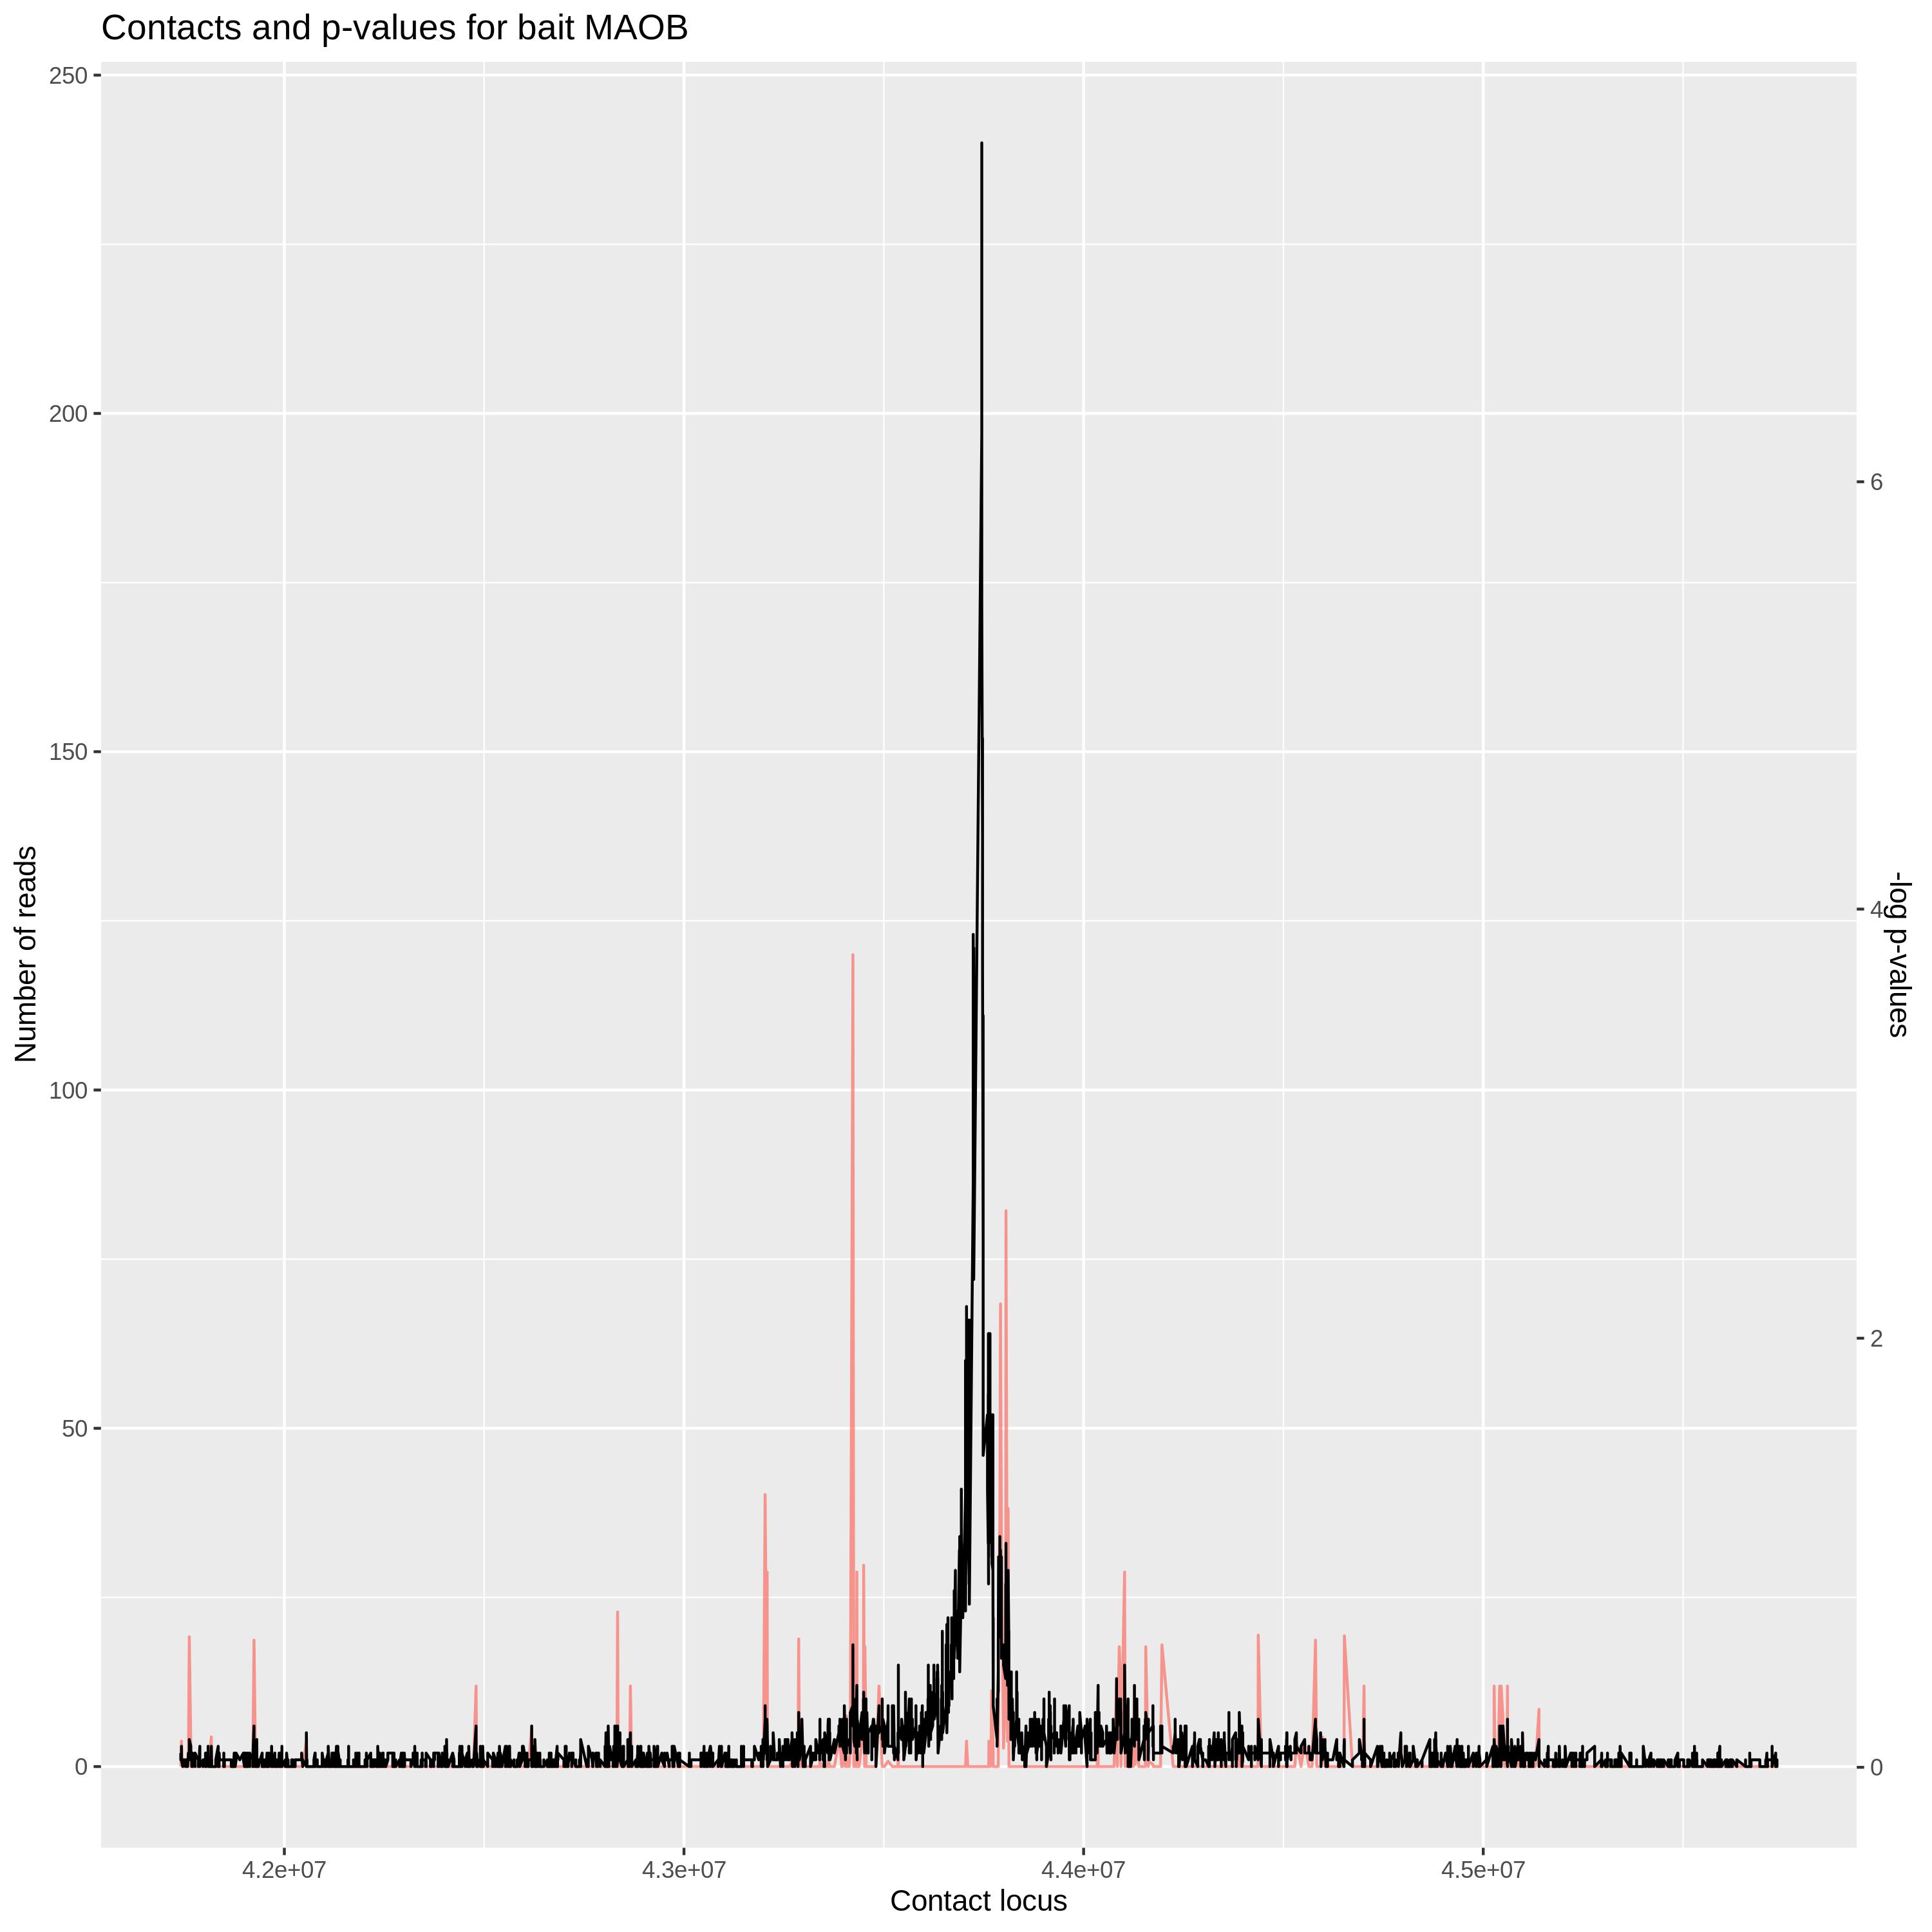 Contacts and p-values for bait MAOB
250
200
150
100
50
0
Number of reads
6
4
2
0
-log p-values
4.2e+07
4.3e+07
4.4e+07
4.5e+07
Contact locus